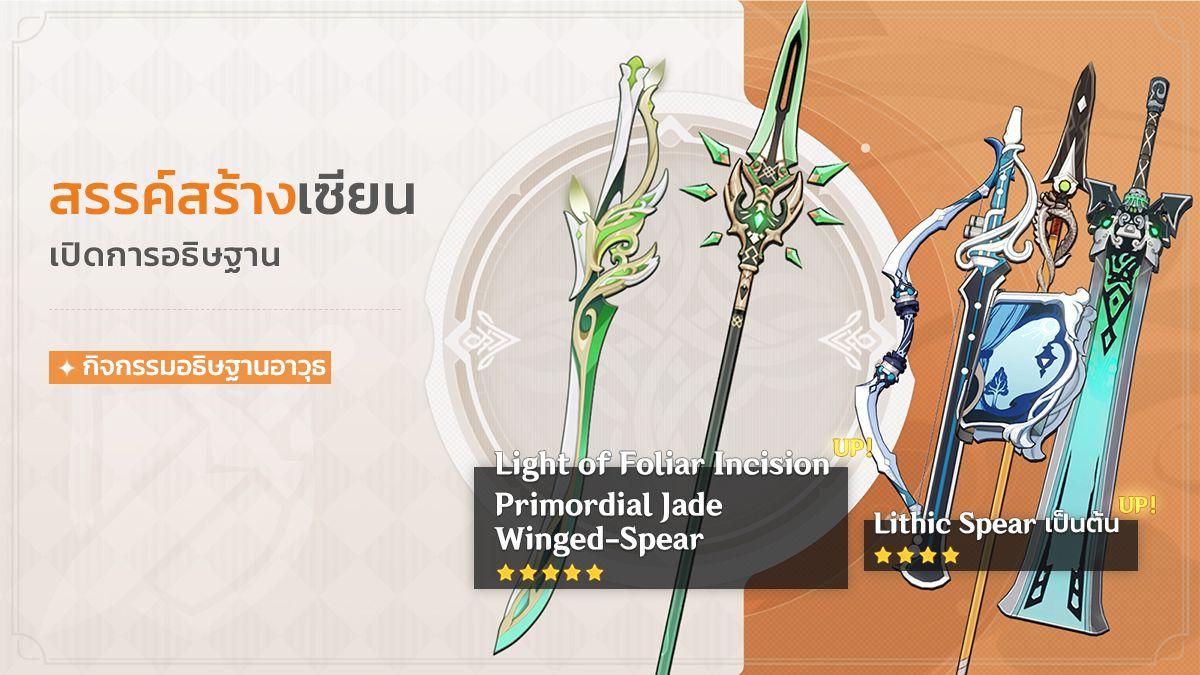 สรรค์สร้างเซียน
เปิดการอธิษฐาน
กิจกรรมอธิษฐานอาวุธ
UP!
Light of Foliar Incision
Primordial Jade
Winged-Spear
UP!
Lithic Spear เป็นต้น